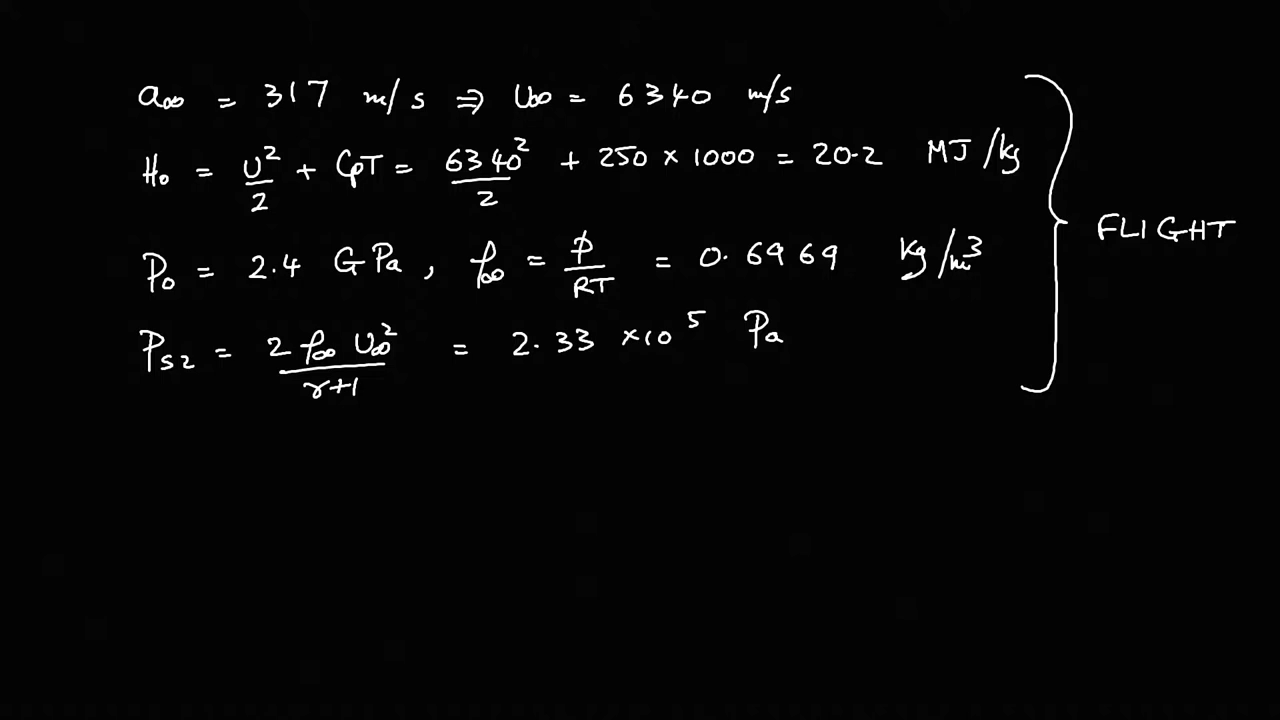 a∞ = 317 m/s ⇒ U∞ = 6340 m/s
H₀ = U²/2 + CpT = 6340²/2 + 250 × 1000 = 20.2 MJ/kg
P₀ = 2.4 GPa, ρ∞ = p/RT = 0.6969 kg/m³
FLIGHT
Ps2 = 2 ρ∞ U∞²/γ+1 = 2.33 ×10⁵ Pa